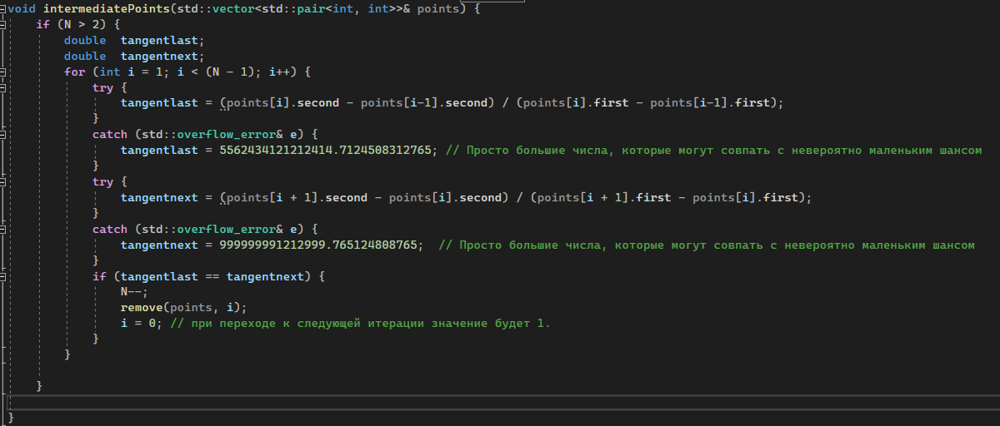 void intermediatePoints(std::vector<std::pair<int, int>>& points) {
if (N > 2) {
double  tangentlast;
double  tangentnext;
for (int i = 1; i < (N - 1); i++) {
try {
tangentlast = (points[i].second - points[i-1].second) / (points[i].first - points[i-1].first);
}
catch (std::overflow_error& e) {
tangentlast = 5562434121212414.7124508312765; // Просто большие числа, которые могут совпать с невероятно маленьким шансом
}
try {
tangentnext = (points[i + 1].second - points[i].second) / (points[i + 1].first - points[i].first);
}
catch (std::overflow_error& e) {
tangentnext = 999999991212999.765124808765;  // Просто большие числа, которые могут совпать с невероятно маленьким шансом
}
if (tangentlast == tangentnext) {
N--;
remove(points, i);
i = 0; // при переходе к следующей итерации значение будет 1.
}
}
}
}